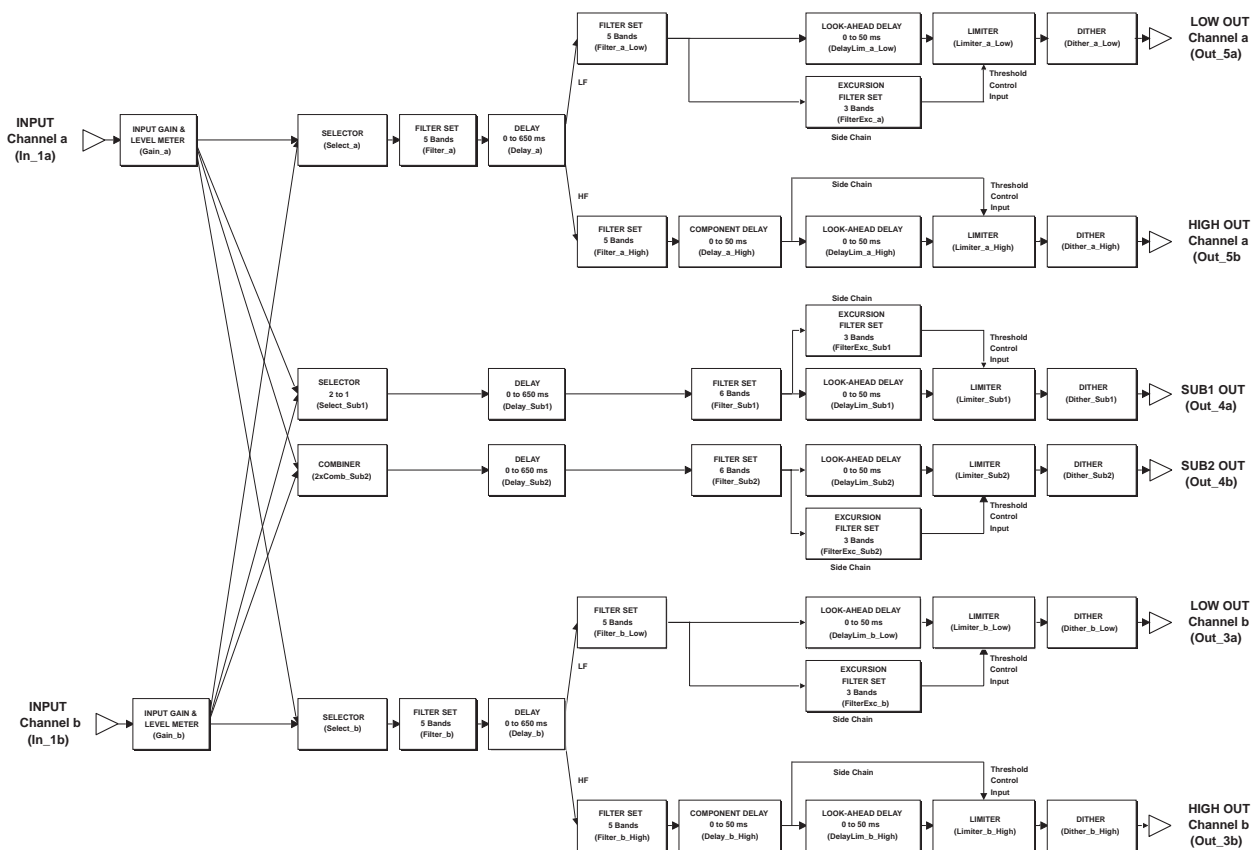 INPUT
Channel a
(In_1a)
INPUT GAIN &
LEVEL METER
(Gain_a)
SELECTOR
(Select_a)
FILTER SET
5 Bands
(Filter_a)
DELAY
0 to 650 ms
(Delay_a)
LF
FILTER SET
5 Bands
(Filter_a_Low)
LOOK-AHEAD DELAY
0 to 50 ms
(DelayLim_a_Low)
LIMITER
(Limiter_a_Low)
DITHER
(Dither_a_Low)
LOW OUT
Channel a
(Out_5a)
EXCURSION
FILTER SET
3 Bands
(FilterExc_a)
Side Chain
Threshold
Control
Input
HF
FILTER SET
5 Bands
(Filter_a_High)
COMPONENT DELAY
0 to 50 ms
(Delay_a_High)
Side Chain
Threshold
Control
Input
LOOK-AHEAD DELAY
0 to 50 ms
(DelayLim_a_High)
LIMITER
(Limiter_a_High)
DITHER
(Dither_a_High)
HIGH OUT
Channel a
(Out_5b
Side Chain
EXCURSION
FILTER SET
3 Bands
(FilterExc_Sub1
Threshold
Control
Input
SELECTOR
2 to 1
(Select_Sub1)
DELAY
0 to 650 ms
(Delay_Sub1)
FILTER SET
6 Bands
(Filter_Sub1)
LOOK-AHEAD DELAY
0 to 50 ms
(DelayLim_Sub1)
LIMITER
(Limiter_Sub1)
DITHER
(Dither_Sub1)
SUB1 OUT
(Out_4a)
COMBINER
(2xComb_Sub2)
DELAY
0 to 650 ms
(Delay_Sub2)
FILTER SET
6 Bands
(Filter_Sub2)
LOOK-AHEAD DELAY
0 to 50 ms
(DelayLim_Sub2)
LIMITER
(Limiter_Sub2)
DITHER
(Dither_Sub2)
SUB2 OUT
(Out_4b)
EXCURSION
FILTER SET
3 Bands
(FilterExc_Sub2)
Side Chain
Threshold
Control
Input
INPUT
Channel b
(In_1b)
INPUT GAIN &
LEVEL METER
(Gain_b)
SELECTOR
(Select_b)
FILTER SET
5 Bands
(Filter_b)
DELAY
0 to 650 ms
(Delay_b)
LF
FILTER SET
5 Bands
(Filter_b_Low)
LOOK-AHEAD DELAY
0 to 50 ms
(DelayLim_b_Low)
LIMITER
(Limiter_b_Low)
DITHER
(Dither_b_Low)
LOW OUT
Channel b
(Out_3a)
EXCURSION
FILTER SET
3 Bands
(FilterExc_b)
Side Chain
Threshold
Control
Input
HF
FILTER SET
5 Bands
(Filter_b_High)
COMPONENT DELAY
0 to 50 ms
(Delay_b_High)
Side Chain
Threshold
Control
Input
LOOK-AHEAD DELAY
0 to 50 ms
(DelayLim_b_High)
LIMITER
(Limiter_b_High)
DITHER
(Dither_b_High)
HIGH OUT
Channel b
(Out_3b)